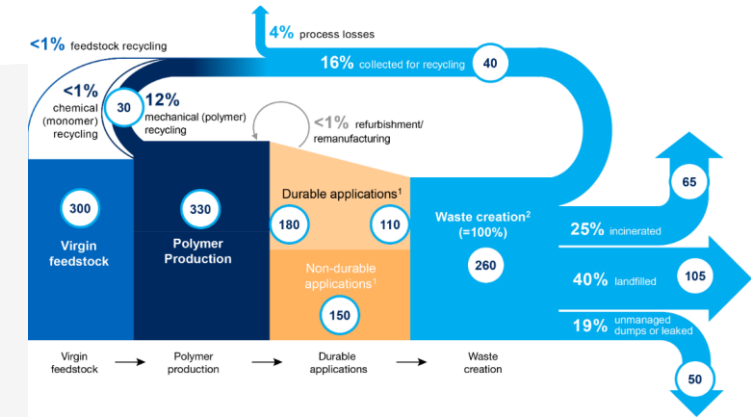 4% process losses
<1% feedstock recycling
16% collected for recycling
40
<1%
chemical
(monomer)
recycling
30
12%
mechanical (polymer)
recycling
<1% refurbishment/
remanufacturing
300
Virgin
feedstock
330
Polymer
Production
Durable applications¹
180
110
Non-durable
applications¹
150
Waste creation²
(=100%)
260
65
25% incinerated
40% landfilled
105
19% unmanaged
dumps or leaked
50
Virgin
feedstock
Polymer
production
Durable
applications
Waste
creation